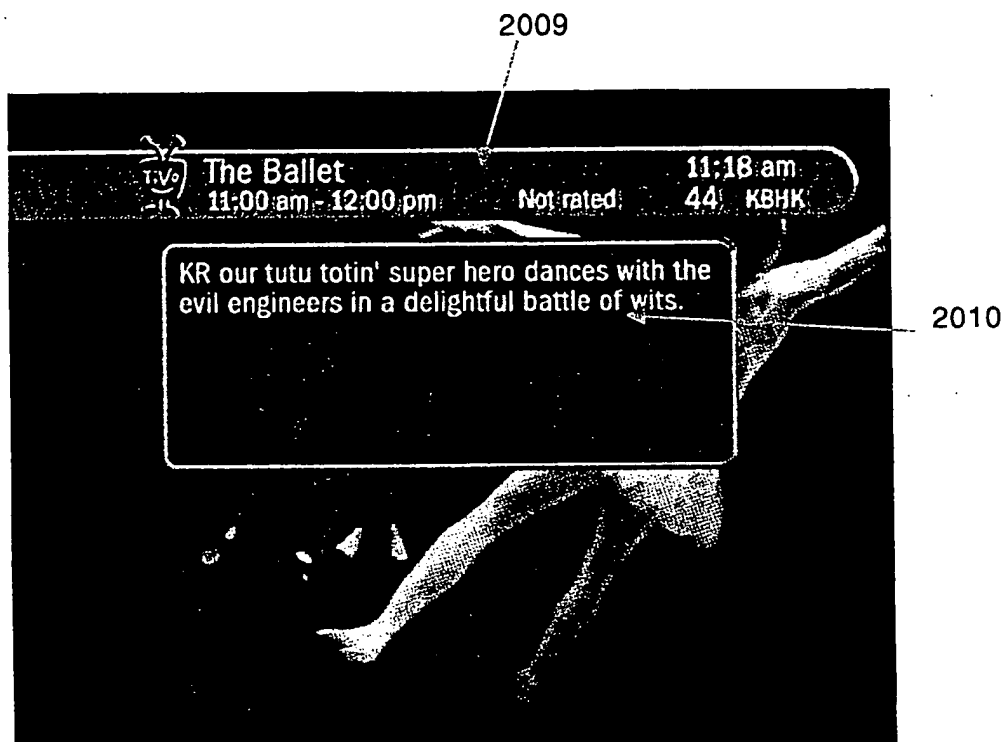 2009
TiVo
The Ballet 11:18 am
11:00 am - 12:00 pm Not rated 44 KBHK
KR our tutu totin' super hero dances with the
evil engineers in a delightful battle of wits.
2010